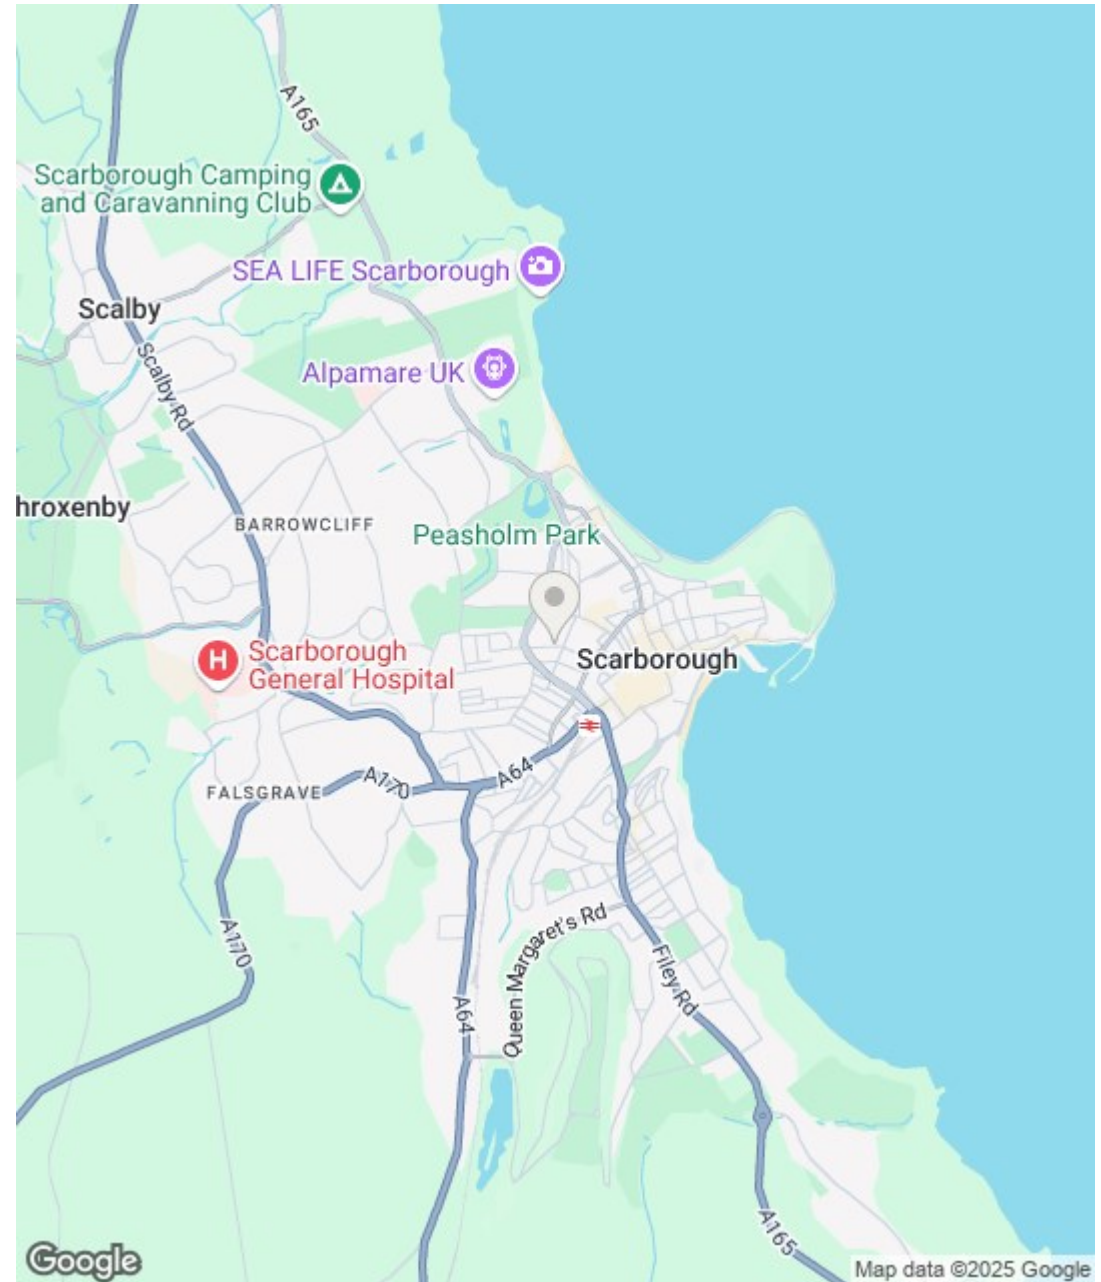 A165
Scarborough Camping
and Caravanning Club
SEA LIFE Scarborough
Scalby
Scalby Rd
Alpamare UK
hroxenby
BARROWCLIFF
Peasholm Park
Scarborough
General Hospital
Scarborough
H
A64
A170
FALSGRAVE
A170
Queen Margaret's Rd
A64
Filey Rd
A165
Google
Map data ©2025 Google